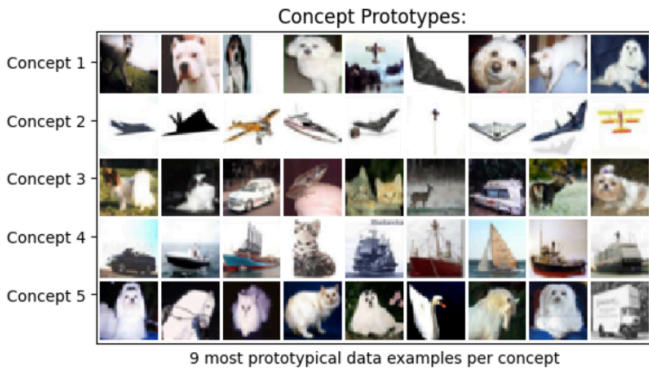 Concept Prototypes:
Concept 1
Concept 2
Concept 3
Concept 4
Concept 5
9 most prototypical data examples per concept